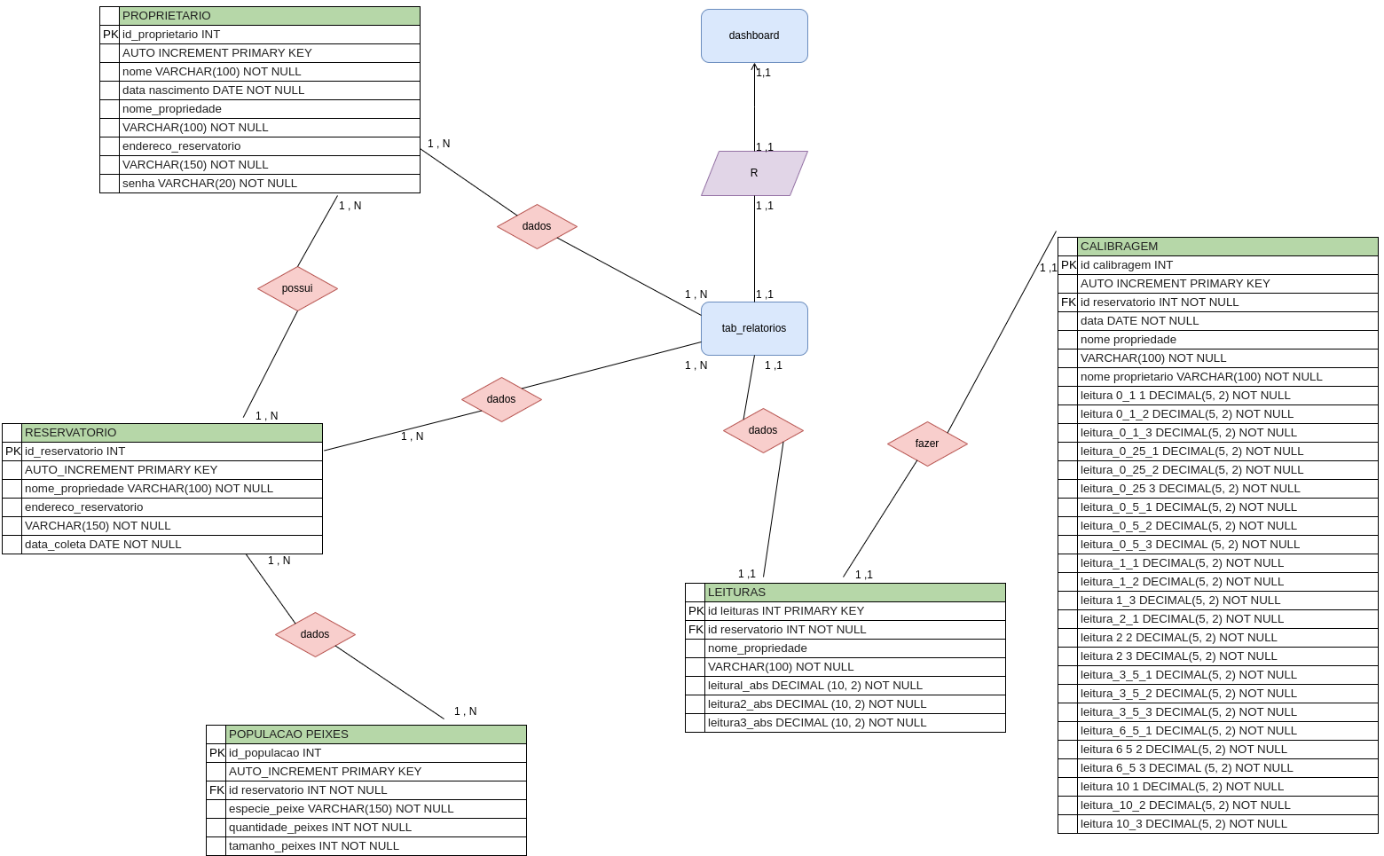 PROPRIETARIO
PK id_proprietario INT
AUTO INCREMENT PRIMARY KEY
nome VARCHAR(100) NOT NULL
data nascimento DATE NOT NULL
nome_propriedade
VARCHAR(100) NOT NULL
endereco_reservatorio
VARCHAR(150) NOT NULL
senha VARCHAR(20) NOT NULL
1 , N
1 , N
dados
possui
1 , N
dashboard
1,1
1 ,1
R
1 ,1
1 , N
1 ,1
tab_relatorios
1 , N
1 ,1
dados
1 , N
RESERVATORIO
PK id_reservatorio INT
AUTO_INCREMENT PRIMARY KEY
nome_propriedade VARCHAR(100) NOT NULL
endereco_reservatorio
VARCHAR(150) NOT NULL
data_coleta DATE NOT NULL
1 , N
dados
1 , N
POPULACAO PEIXES
PK id_populacao INT
AUTO_INCREMENT PRIMARY KEY
FK id reservatorio INT NOT NULL
especie_peixe VARCHAR(150) NOT NULL
quantidade_peixes INT NOT NULL
tamanho_peixes INT NOT NULL
dados
fazer
1 ,1
1 ,1
1 ,1
LEITURAS
PK id leituras INT PRIMARY KEY
FK id reservatorio INT NOT NULL
nome_propriedade
VARCHAR(100) NOT NULL
leitural_abs DECIMAL (10, 2) NOT NULL
leitura2_abs DECIMAL (10, 2) NOT NULL
leitura3_abs DECIMAL (10, 2) NOT NULL
CALIBRAGEM
PK id calibragem INT
AUTO INCREMENT PRIMARY KEY
FK id reservatorio INT NOT NULL
data DATE NOT NULL
nome propriedade
VARCHAR(100) NOT NULL
nome proprietario VARCHAR(100) NOT NULL
leitura 0_1 1 DECIMAL(5, 2) NOT NULL
leitura 0_1_2 DECIMAL(5, 2) NOT NULL
leitura_0_1_3 DECIMAL(5, 2) NOT NULL
leitura_0_25_1 DECIMAL(5, 2) NOT NULL
leitura_0_25_2 DECIMAL(5, 2) NOT NULL
leitura_0_25 3 DECIMAL(5, 2) NOT NULL
leitura_0_5_1 DECIMAL(5, 2) NOT NULL
leitura_0_5_2 DECIMAL(5, 2) NOT NULL
leitura_0_5_3 DECIMAL (5, 2) NOT NULL
leitura_1_1 DECIMAL(5, 2) NOT NULL
leitura_1_2 DECIMAL(5, 2) NOT NULL
leitura 1_3 DECIMAL(5, 2) NOT NULL
leitura_2_1 DECIMAL(5, 2) NOT NULL
leitura 2 2 DECIMAL(5, 2) NOT NULL
leitura 2 3 DECIMAL(5, 2) NOT NULL
leitura_3_5_1 DECIMAL(5, 2) NOT NULL
leitura_3_5_2 DECIMAL(5, 2) NOT NULL
leitura_3_5_3 DECIMAL(5, 2) NOT NULL
leitura_6_5_1 DECIMAL(5, 2) NOT NULL
leitura 6 5 2 DECIMAL(5, 2) NOT NULL
leitura 6_5 3 DECIMAL (5, 2) NOT NULL
leitura 10 1 DECIMAL(5, 2) NOT NULL
leitura_10_2 DECIMAL(5, 2) NOT NULL
leitura 10_3 DECIMAL(5, 2) NOT NULL